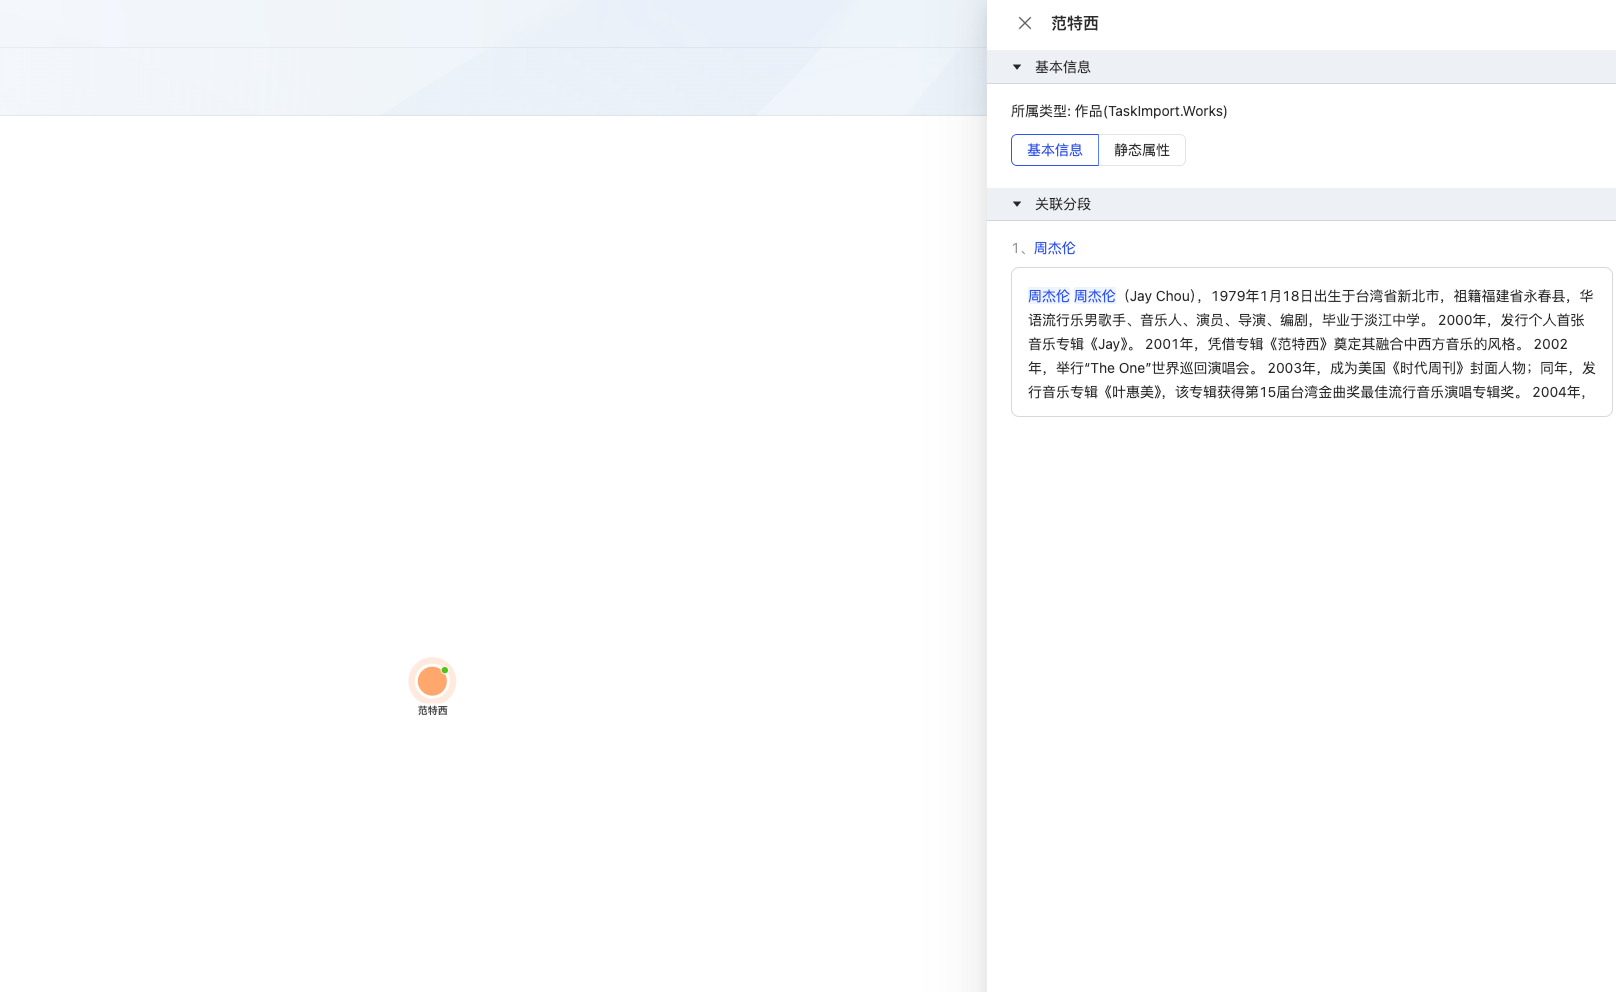 范特西
基本信息
所属类型: 作品(TaskImport.Works)
基本信息 静态属性
关联分段
1、周杰伦
周杰伦 周杰伦（Jay Chou），1979年1月18日出生于台湾省新北市，祖籍福建省永春县，华
语流行乐男歌手、音乐人、演员、导演、编剧，毕业于淡江中学。 2000年，发行个人首张
音乐专辑《Jay》。 2001年，凭借专辑《范特西》奠定其融合中西方音乐的风格。 2002
年，举行“The One”世界巡回演唱会。 2003年，成为美国《时代周刊》封面人物；同年，发
行音乐专辑《叶惠美》，该专辑获得第15届台湾金曲奖最佳流行音乐演唱专辑奖。 2004年，
范特西